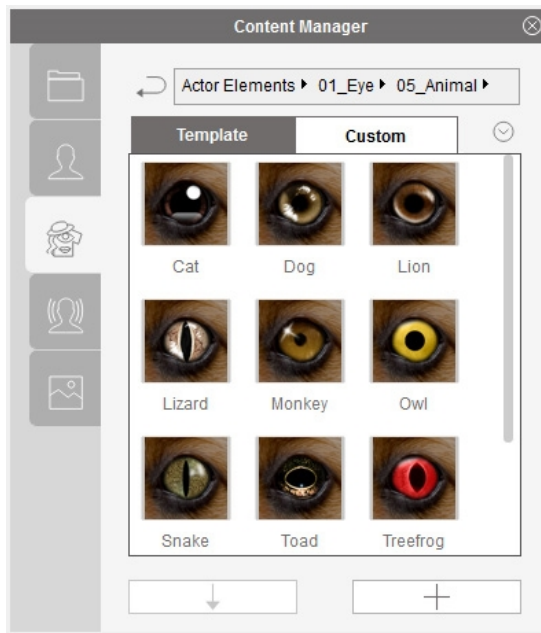 Content Manager
Actor Elements 01_Eye 05_Animal
Template Custom
Cat Dog Lion
Lizard Monkey Owl
Snake Toad Treefrog